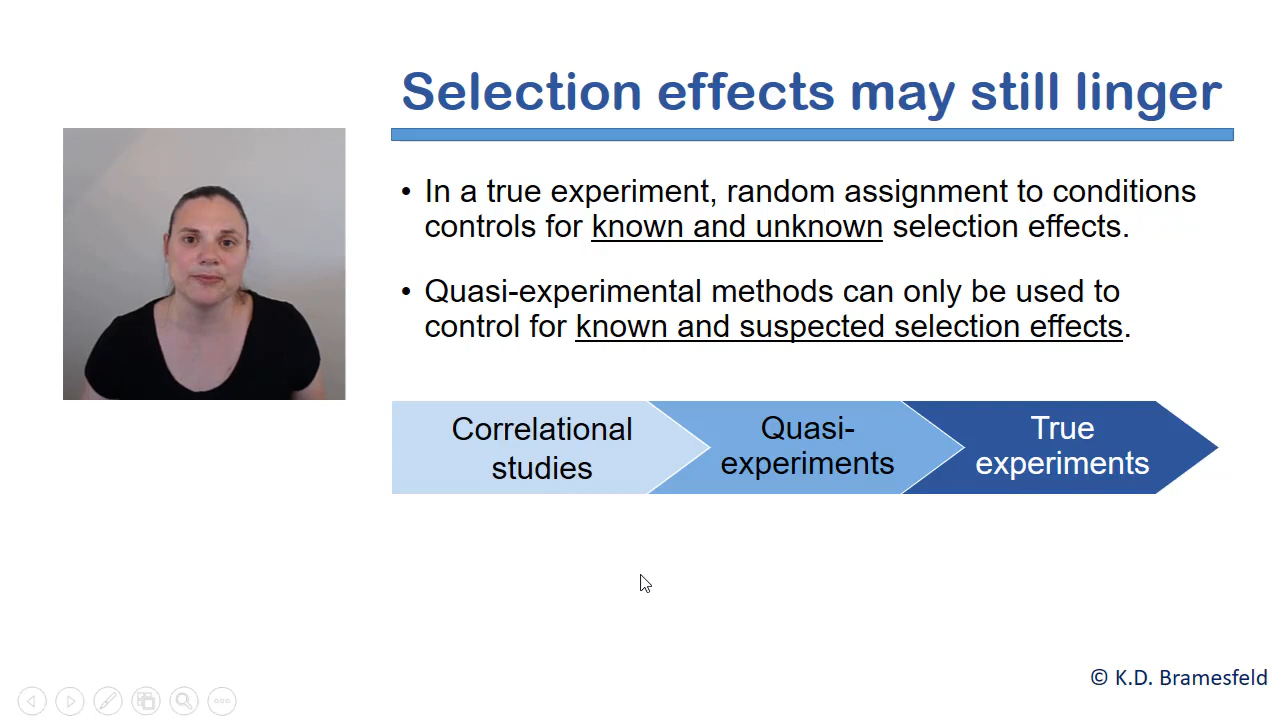 Selection effects may still linger
• In a true experiment, random assignment to conditions
controls for known and unknown selection effects.
• Quasi-experimental methods can only be used to
control for known and suspected selection effects.
Correlational
studies
Quasi-
experiments
True
experiments
© K.D. Bramesfeld